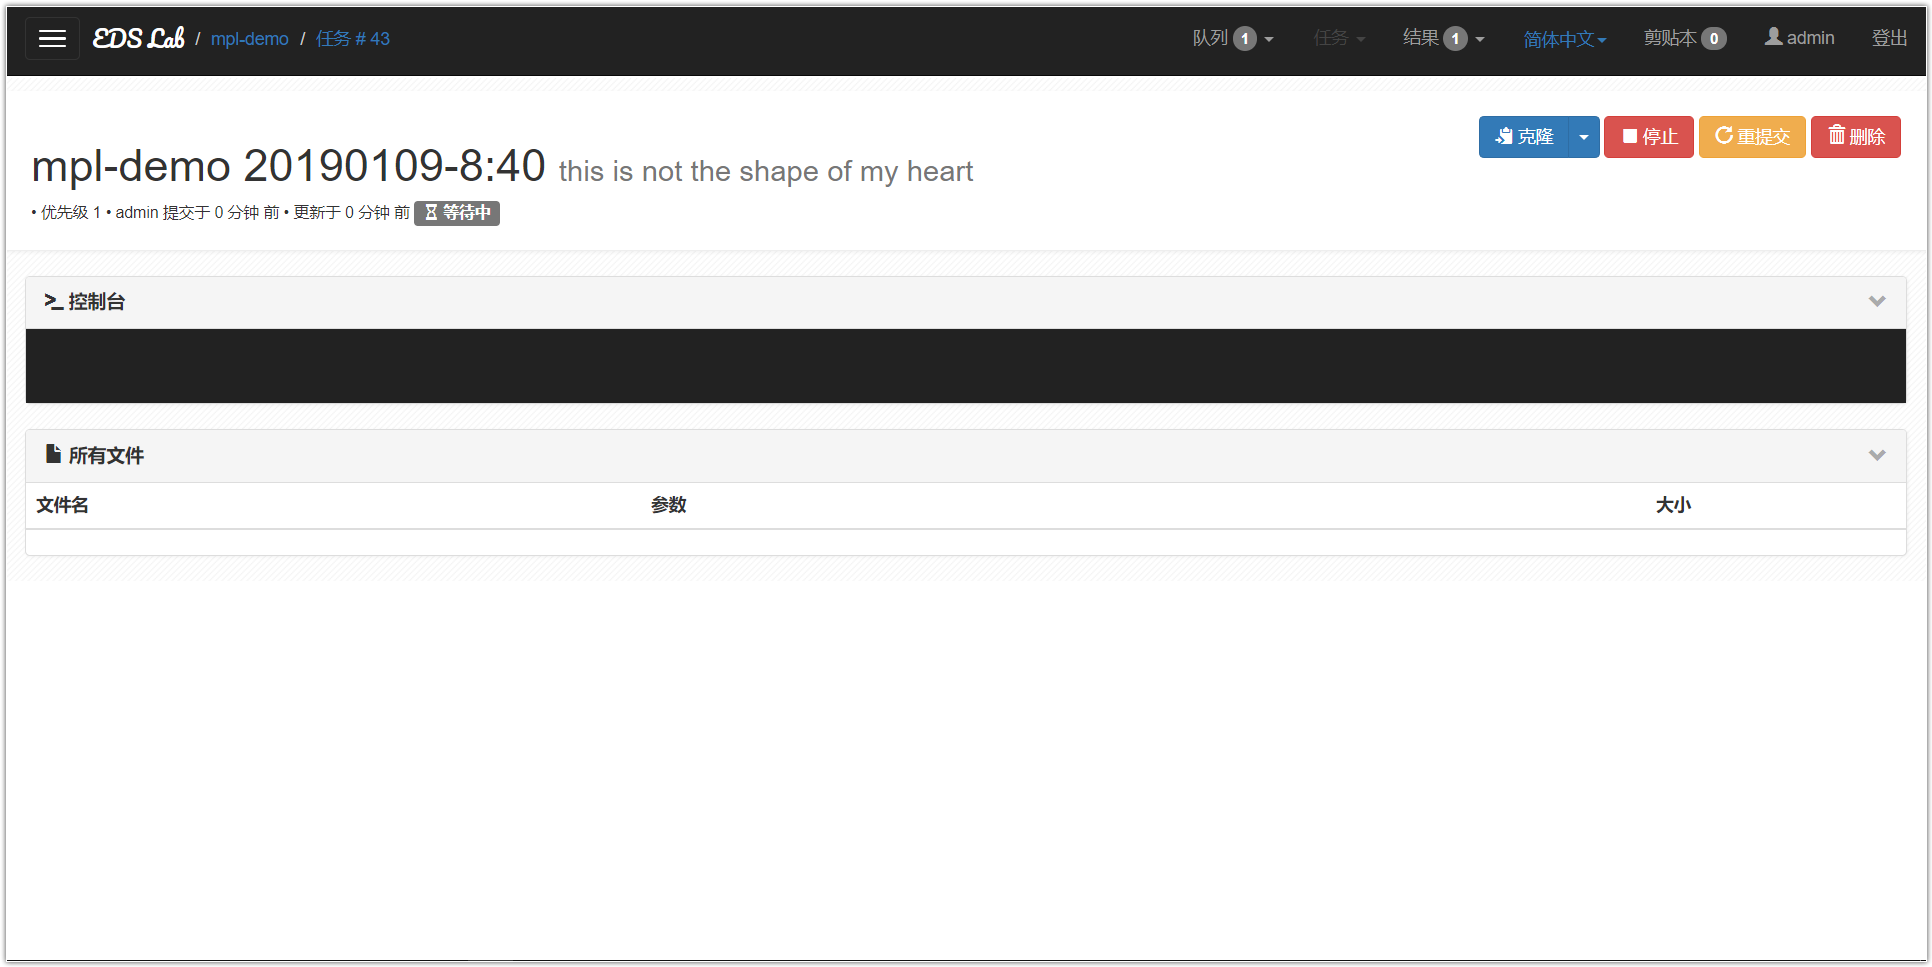 EDS Lab / mpl-demo / 任务 # 43 队列 1 任务 结果 1 简体中文 剪贴本 0 admin 登出
克隆 停止 重提交 删除
mpl-demo 20190109-8:40 this is not the shape of my heart
• 优先级 1 • admin 提交于 0 分钟 前 • 更新于 0 分钟 前 等待中
控制台
所有文件
文件名 参数 大小